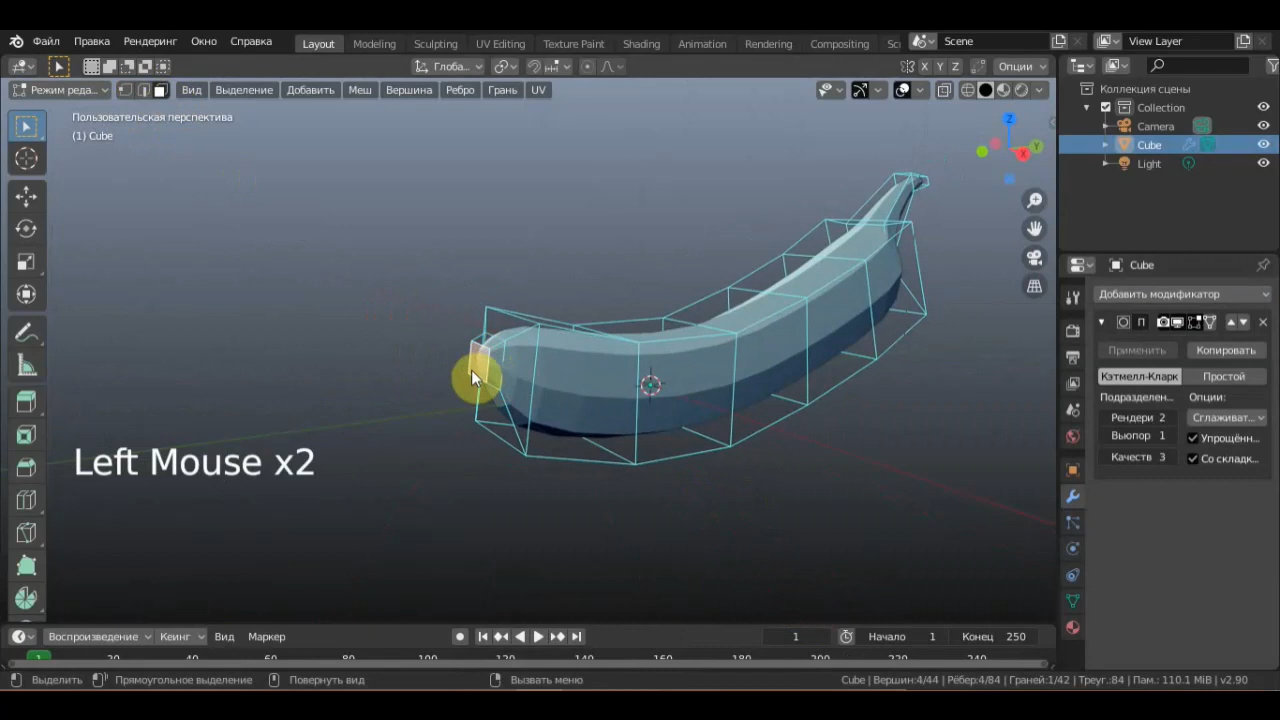 Файл Правка Рендеринг Окно Справка Layout Modeling Sculpting UV Editing Texture Paint Shading Animation Rendering Compositing Sc Scene View Layer
Глоба... X Y Z Опции
Режим реда... Вид Выделение Добавить Меш Вершина Ребро Грань UV
Коллекция сцены
Collection
Camera
Cube
Light
Пользовательская перспектива
(1) Cube
Z
Y
X
Cube
Добавить модификатор
П
Применить Копировать
Кэтмелл-Кларк Простой
Подразделен... Опции:
Рендери 2 Сглаживат...
Вьюпор 1 Упрощённ...
Качеств 3 Со складк...
Left Mouse x2
Воспроизведение Кеинг Вид Маркер 1 Начало 1 Конец 250
1 20 40 60 80 100 120 140 160 180 200 220 240
Выделить Прямоугольное выделение Повернуть вид Вызвать меню Cube | Вершин:4/44 | Рёбер:4/84 | Граней:1/42 | Треуг.:84 | Пам.: 110.1 MiB | v2.90